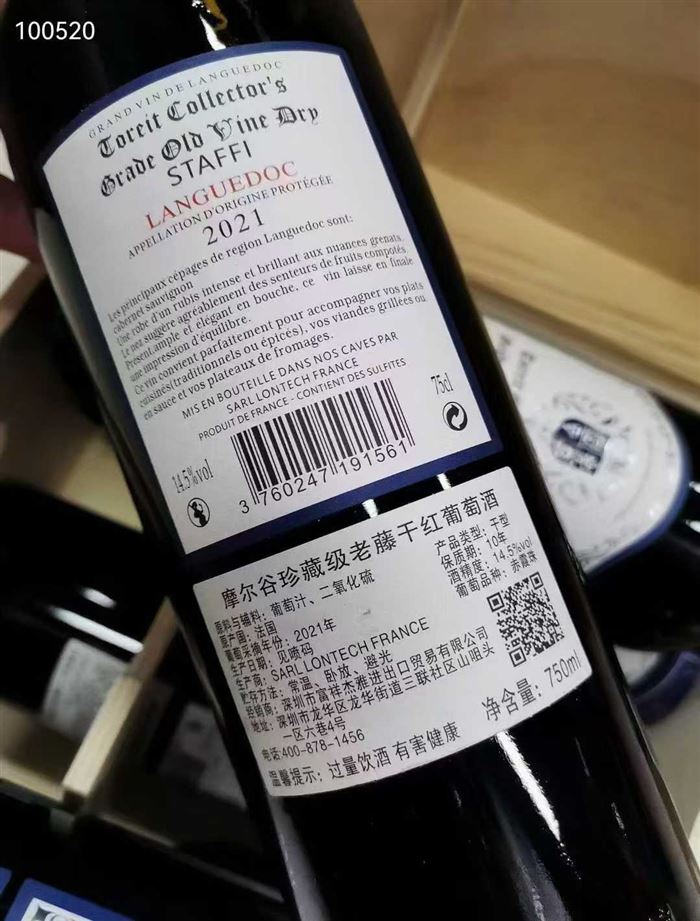 100520
GRAND VIN DE LANGUEDOC
Toreit Collector's
Grade Old Vine Dry
STAFFI
LANGUEDOC
APPELLATION D'ORIGINE PROTÉGÉE
2021
Les principaux cépages de region Languedoc sont:
cabernet sauvignon
Une robe d'un rubis intense et brillant aux nuances grenats.
Le nez suggère agréablement des senteurs de fruits compotés
Présent, ample et elégant en bouche. ce vin laisse en finale
une impression d'équilibre.
Ce vin convient parfaitement pour accompagner vos plats
cuisinés(traditionnels ou épicés), vos viandes grillées ou
en sauce et vos plateaux de fromages.
MIS EN BOUTEILLE DANS NOS CAVES PAR
SARL LONTECH FRANCE
PRODUIT DE FRANCE - CONTIENT DES SULFITES
14.5%vol
75cl
3 760247 191561
摩尔谷珍藏级老藤干红葡萄酒
原料与辅料：葡萄汁、二氧化硫
产品类型：干型
原产国：法国
保质期：10年
葡萄采摘年份：2021年
酒精度：14.5%vol
生产日期：见喷码
葡萄品种：赤霞珠
生产商：SARL LONTECH FRANCE
贮存方法：常温、卧放、避光
经销商：深圳市富祥杰雅进出口贸易有限公司
地址：深圳市龙华区龙华街道三联社区山咀头
一区六巷4号
电话:400-878-1456
净含量：750ml
温馨提示：过量饮酒 有害健康